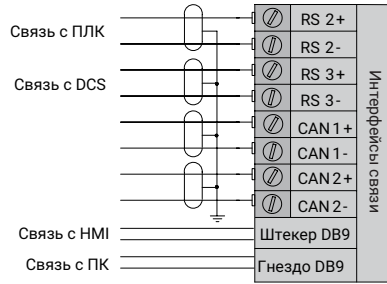 Связь с ПЛК
RS 2+
RS 2-
Связь с DCS
RS 3+
RS 3-
CAN 1+
CAN 1-
CAN 2+
CAN 2-
Связь с HMI
Штекер DB9
Связь с ПК
Гнездо DB9
Интерфейсы связи